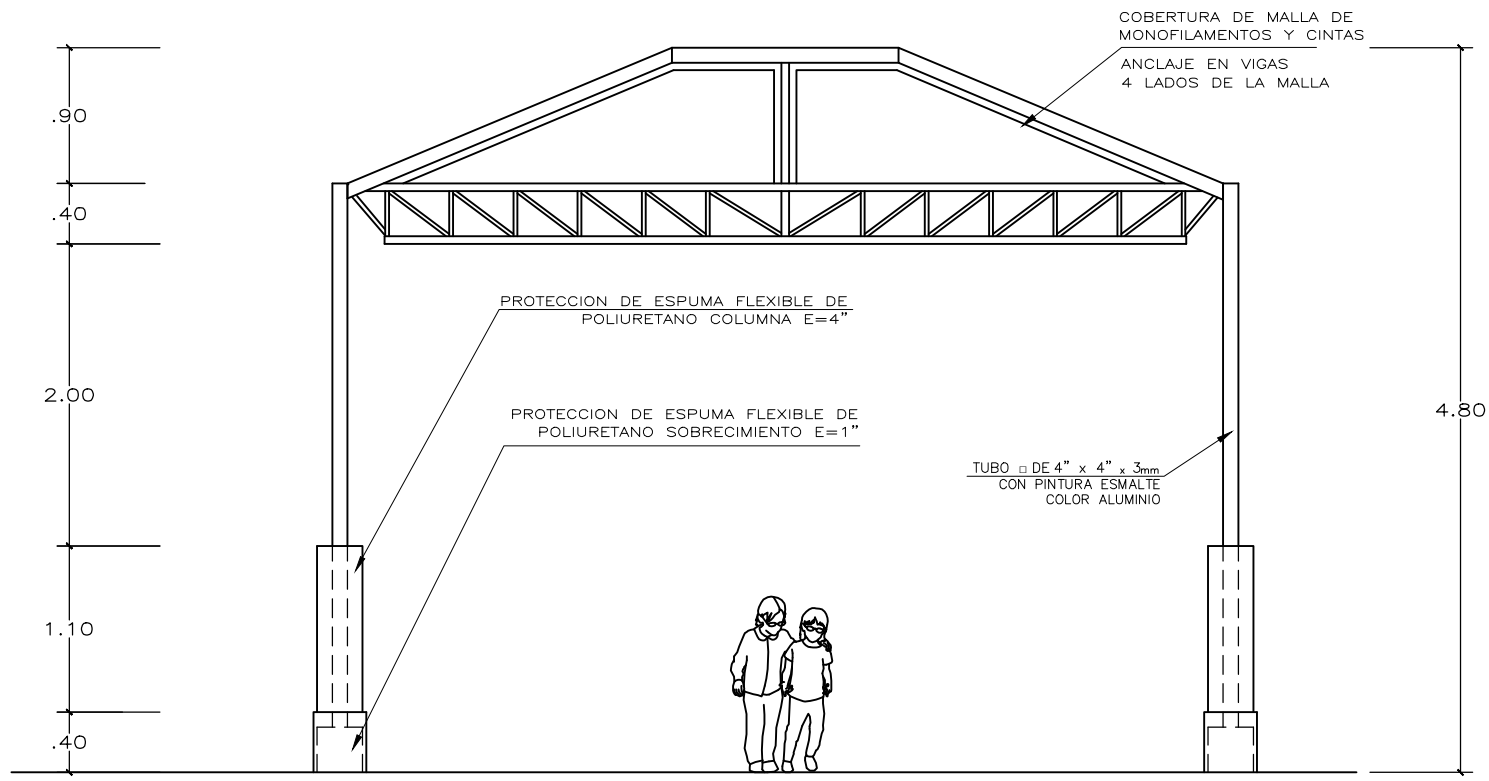 COBERTURA DE MALLA DE
MONOFILAMENTOS Y CINTAS
ANCLAJE EN VIGAS
4 LADOS DE LA MALLA
.90
.40
PROTECCION DE ESPUMA FLEXIBLE DE
POLIURETANO COLUMNA E=4"
2.00
4.80
PROTECCION DE ESPUMA FLEXIBLE DE
POLIURETANO SOBRECIMIENTO E=1"
TUBO □ DE 4" x 4" x 3mm
CON PINTURA ESMALTE
COLOR ALUMINIO
1.10
.40